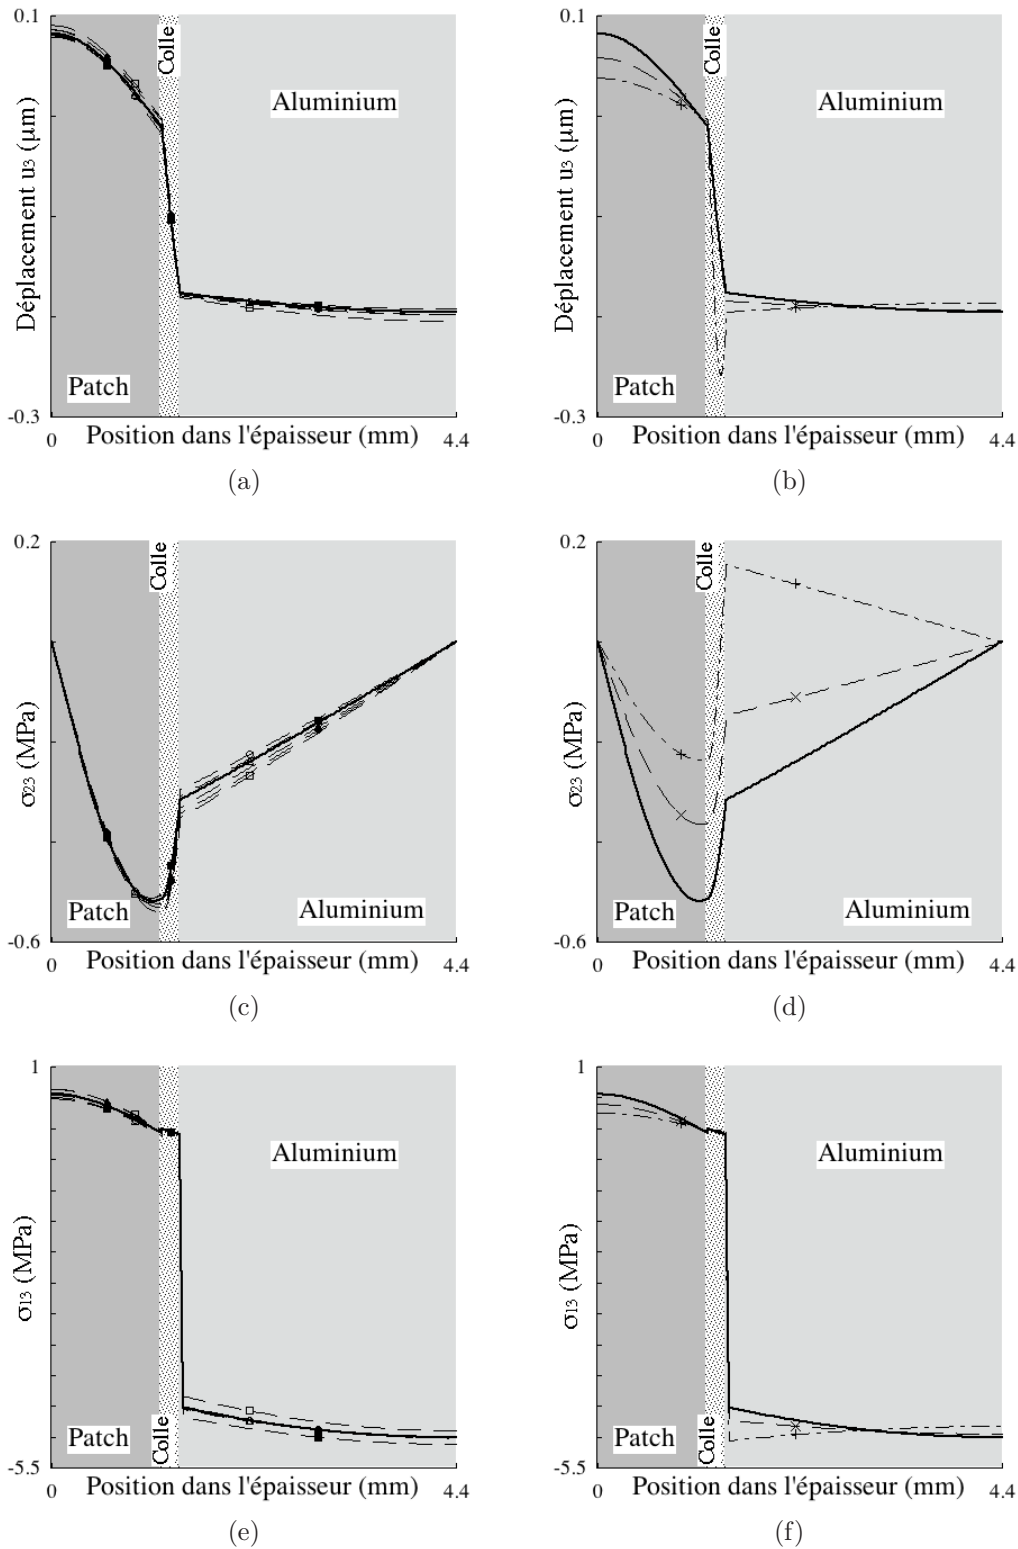 0.1
Colle
Aluminium
Déplacement u3 (μm)
Patch
-0.3
0
Position dans l'épaisseur (mm)
4.4
(a)
0.1
Colle
Aluminium
Déplacement u3 (μm)
Patch
-0.3
0
Position dans l'épaisseur (mm)
4.4
(b)
0.2
Colle
σ23 (MPa)
Patch
Aluminium
-0.6
0
Position dans l'épaisseur (mm)
4.4
(c)
0.2
Colle
σ23 (MPa)
Patch
Aluminium
-0.6
0
Position dans l'épaisseur (mm)
4.4
(d)
1
Aluminium
σ13 (MPa)
Patch
Colle
-5.5
0
Position dans l'épaisseur (mm)
4.4
(e)
1
Aluminium
σ13 (MPa)
Patch
Colle
-5.5
0
Position dans l'épaisseur (mm)
4.4
(f)